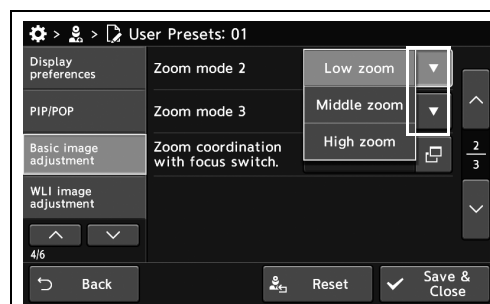 > > User Presets: 01
Display
preferences
Zoom mode 2
Low zoom
PIP/POP
Zoom mode 3
Middle zoom
Basic image
adjustment
Zoom coordination
with focus switch.
High zoom
2
3
WLI image
adjustment
4/6
Back
Reset
Save &
Close